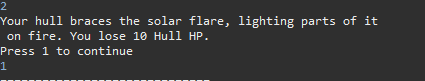 2
Your hull braces the solar flare, lighting parts of it
 on fire. You lose 10 Hull HP.
Press 1 to continue
1
------------------------------